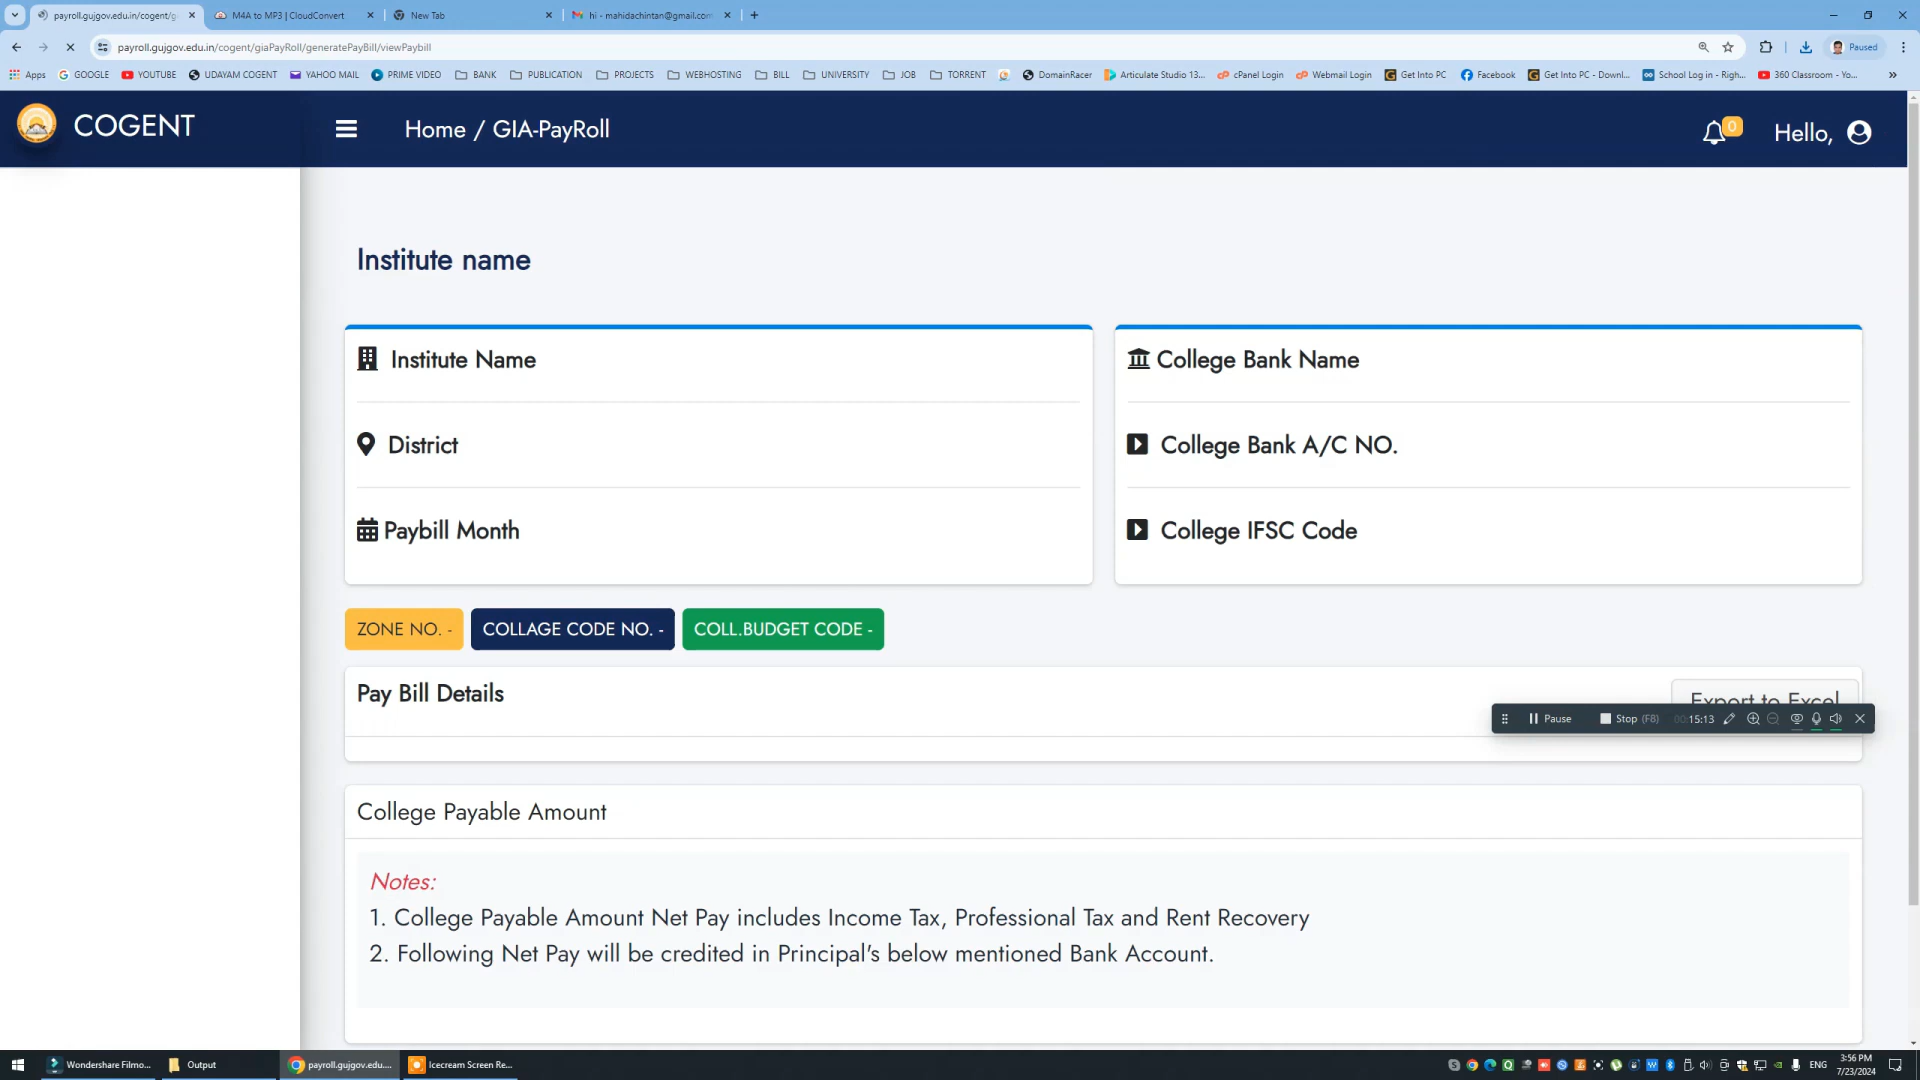 payroll.gujgov.edu.in/cogent/g
M4A to MP3 | CloudConvert
New Tab
hi - mahidachintan@gmail.com
payroll.gujgov.edu.in/cogent/giaPayRoll/generatePayBill/viewPaybill
Paused
Apps GOOGLE YOUTUBE UDAYAM COGENT YAHOO MAIL PRIME VIDEO BANK PUBLICATION PROJECTS WEBHOSTING BILL UNIVERSITY JOB TORRENT DomainRacer Articulate Studio 13... cPanel Login Webmail Login Get Into PC Facebook Get Into PC - Downl... School Log in - Righ... 360 Classroom - Yo...
COGENT
Home / GIA-PayRoll
0
Hello,
Institute name
Institute Name
College Bank Name
District
College Bank A/C NO.
Paybill Month
College IFSC Code
ZONE NO. -
COLLAGE CODE NO. -
COLL.BUDGET CODE -
Pay Bill Details
Export to Excel
Pause Stop (F8) 00:15:13
College Payable Amount
Notes:
1. College Payable Amount Net Pay includes Income Tax, Professional Tax and Rent Recovery
2. Following Net Pay will be credited in Principal's below mentioned Bank Account.
Wondershare Filmo...
Output
payroll.gujgov.edu....
Icecream Screen Re...
ENG
3:56 PM
7/23/2024